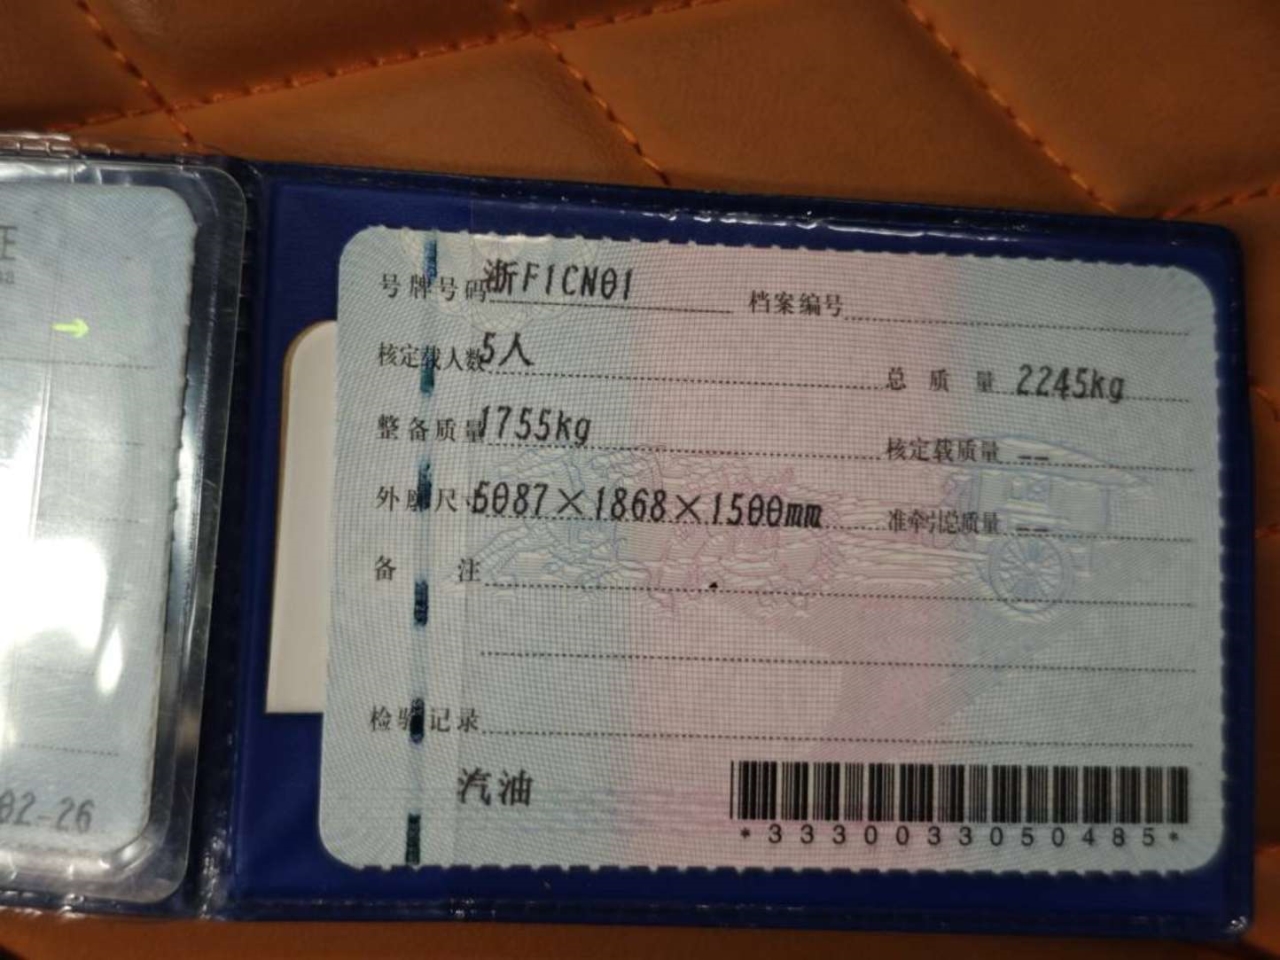 号牌号码 浙F1CN01 档案编号
核定载人数 5人 总质量 2245kg
整备质量 1755kg 核定载质量 --
外廓尺寸 5087×1868×1500mm 准牵引总质量 --
备注
检验记录
汽油
*3330033050485*
证
02-26